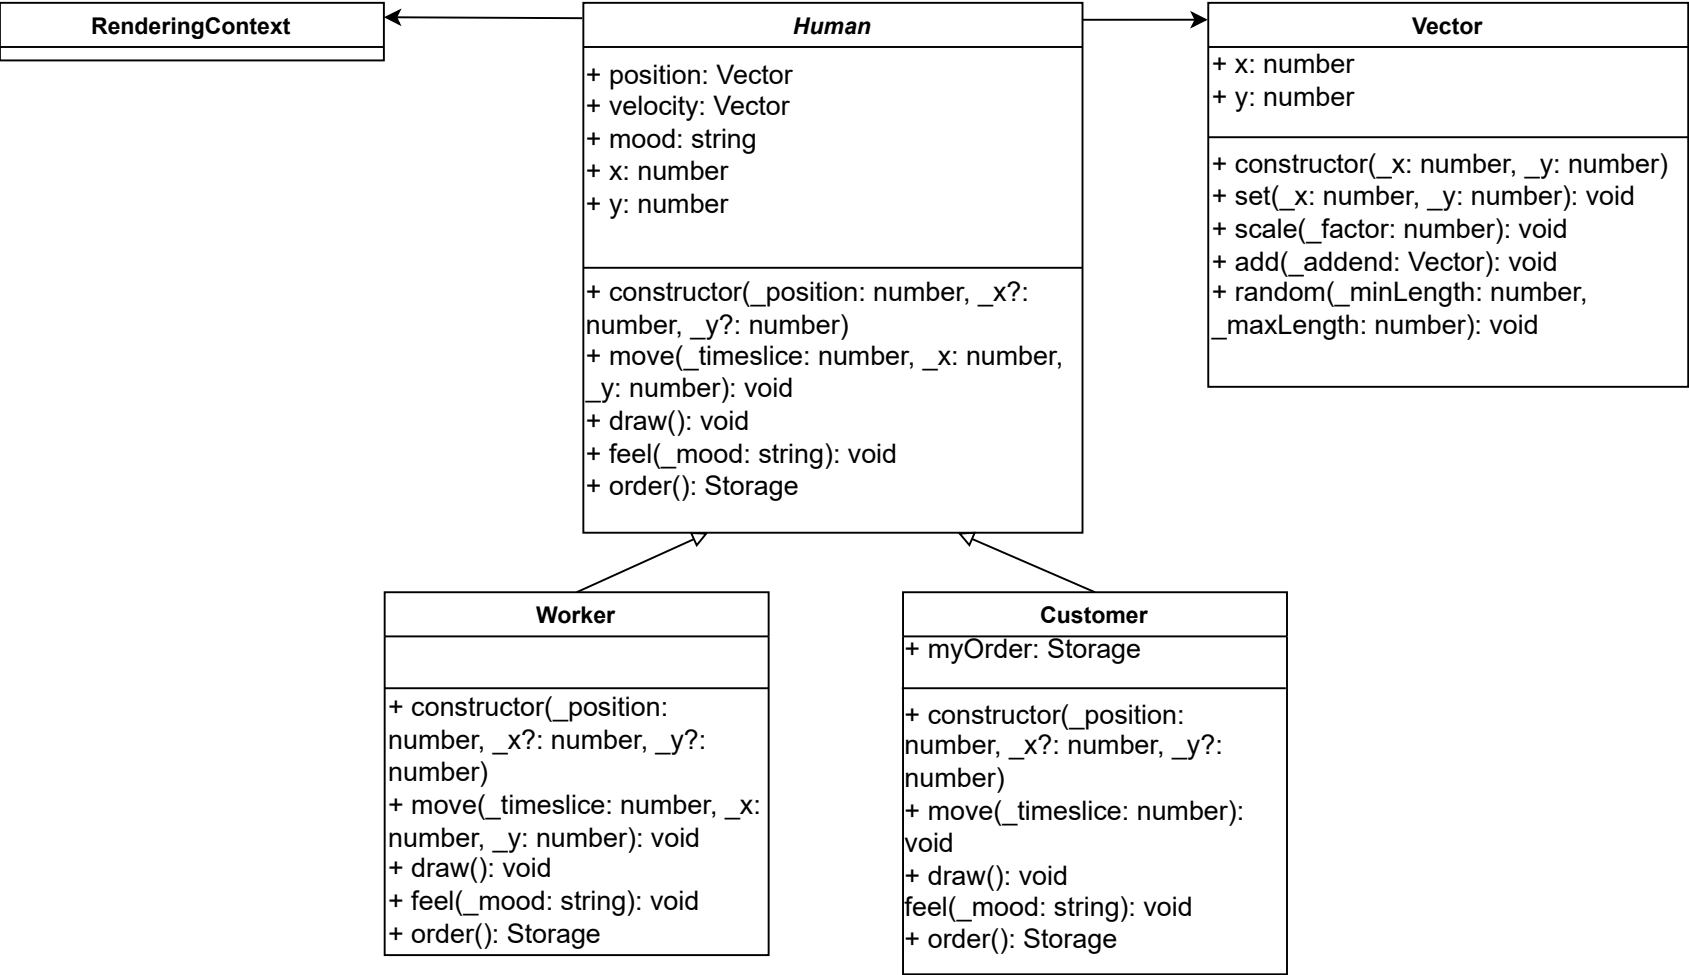 RenderingContext
Human
+ position: Vector
+ velocity: Vector
+ mood: string
+ x: number
+ y: number
+ constructor(_position: number, _x?:
number, _y?: number)
+ move(_timeslice: number, _x: number,
_y: number): void
+ draw(): void
+ feel(_mood: string): void
+ order(): Storage
Vector
+ x: number
+ y: number
+ constructor(_x: number, _y: number)
+ set(_x: number, _y: number): void
+ scale(_factor: number): void
+ add(_addend: Vector): void
+ random(_minLength: number,
_maxLength: number): void
Worker
+ constructor(_position:
number, _x?: number, _y?:
number)
+ move(_timeslice: number, _x:
number, _y: number): void
+ draw(): void
+ feel(_mood: string): void
+ order(): Storage
Customer
+ myOrder: Storage
+ constructor(_position:
number, _x?: number, _y?:
number)
+ move(_timeslice: number):
void
+ draw(): void
feel(_mood: string): void
+ order(): Storage